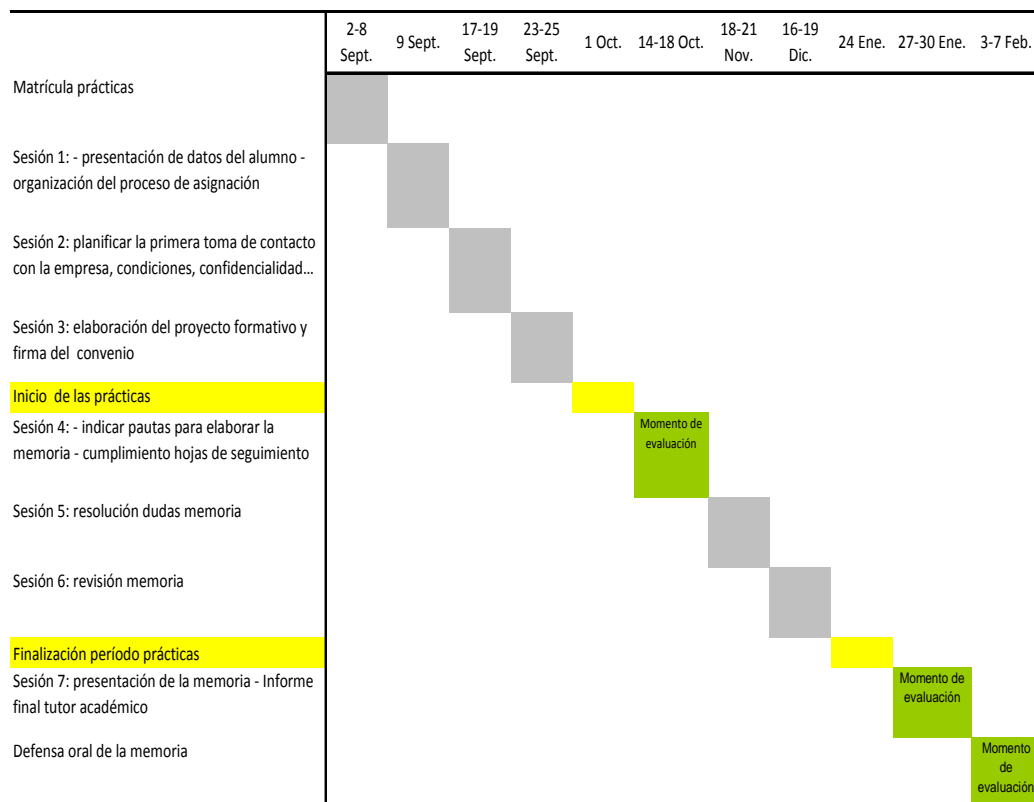 2-8 Sept.
9 Sept.
17-19 Sept.
23-25 Sept.
1 Oct.
14-18 Oct.
18-21 Nov.
16-19 Dic.
24 Ene.
27-30 Ene.
3-7 Feb.
Matrícula prácticas
Sesión 1: - presentación de datos del alumno -
organización del proceso de asignación
Sesión 2: planificar la primera toma de contacto
con la empresa, condiciones, confidencialidad...
Sesión 3: elaboración del proyecto formativo y
firma del convenio
Inicio de las prácticas
Sesión 4: - indicar pautas para elaborar la
memoria - cumplimiento hojas de seguimiento
Momento de
evaluación
Sesión 5: resolución dudas memoria
Sesión 6: revisión memoria
Finalización período prácticas
Sesión 7: presentación de la memoria - Informe
final tutor académico
Momento de
evaluación
Defensa oral de la memoria
Momento
de
evaluación